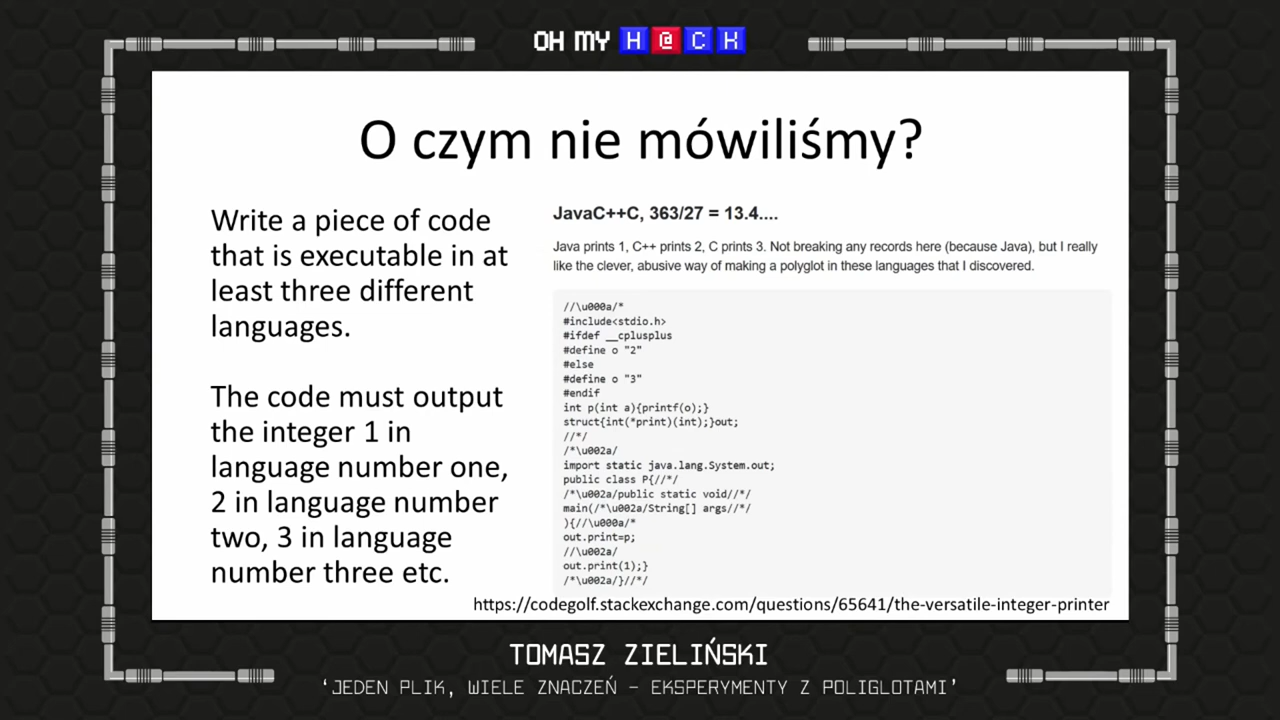 OH MY H@CK
O czym nie mówiliśmy?
Write a piece of code
that is executable in at
least three different
languages.
The code must output
the integer 1 in
language number one,
2 in language number
two, 3 in language
number three etc.
JavaC++C, 363/27 = 13.4....
Java prints 1, C++ prints 2, C prints 3. Not breaking any records here (because Java), but I really
like the clever, abusive way of making a polyglot in these languages that I discovered.
//\u000a/*
#include<stdio.h>
#ifdef __cplusplus
#define o "2"
#else
#define o "3"
#endif
int p(int a){printf(o);}
struct{int(*print)(int);}out;
//*/
/*\u002a/
import static java.lang.System.out;
public class P{//*/
/*\u002a/public static void//*/
main(/*\u002a/String[] args//*/
){//\u000a/*
out.print=p;
//\u002a/
out.print(1);}
/*\u002a/}//*/
https://codegolf.stackexchange.com/questions/65641/the-versatile-integer-printer
TOMASZ ZIELIŃSKI
‘JEDEN PLIK, WIELE ZNACZEŃ – EKSPERYMENTY Z POLIGLOTAMI’